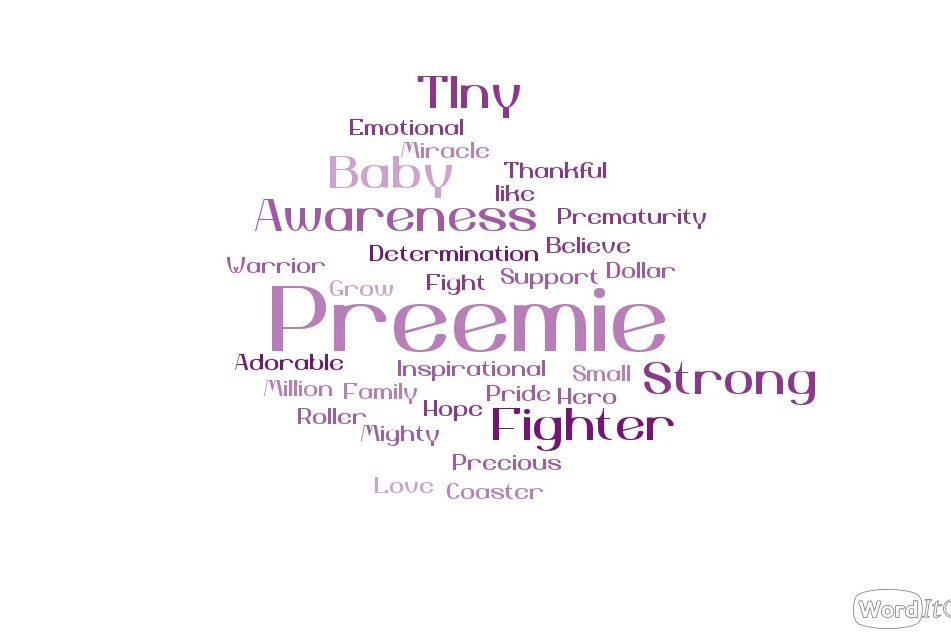 TIny
Emotional
Miracle
Baby
Thankful
like
Awareness
Prematurity
Determination
Believe
Warrior
Fight
Support
Dollar
Grow
Preemie
Adorable
Inspirational
Small
Strong
Million
Family
Pride
Hero
Roller
Hope
Mighty
Fighter
Precious
Love
Coaster
WordIt